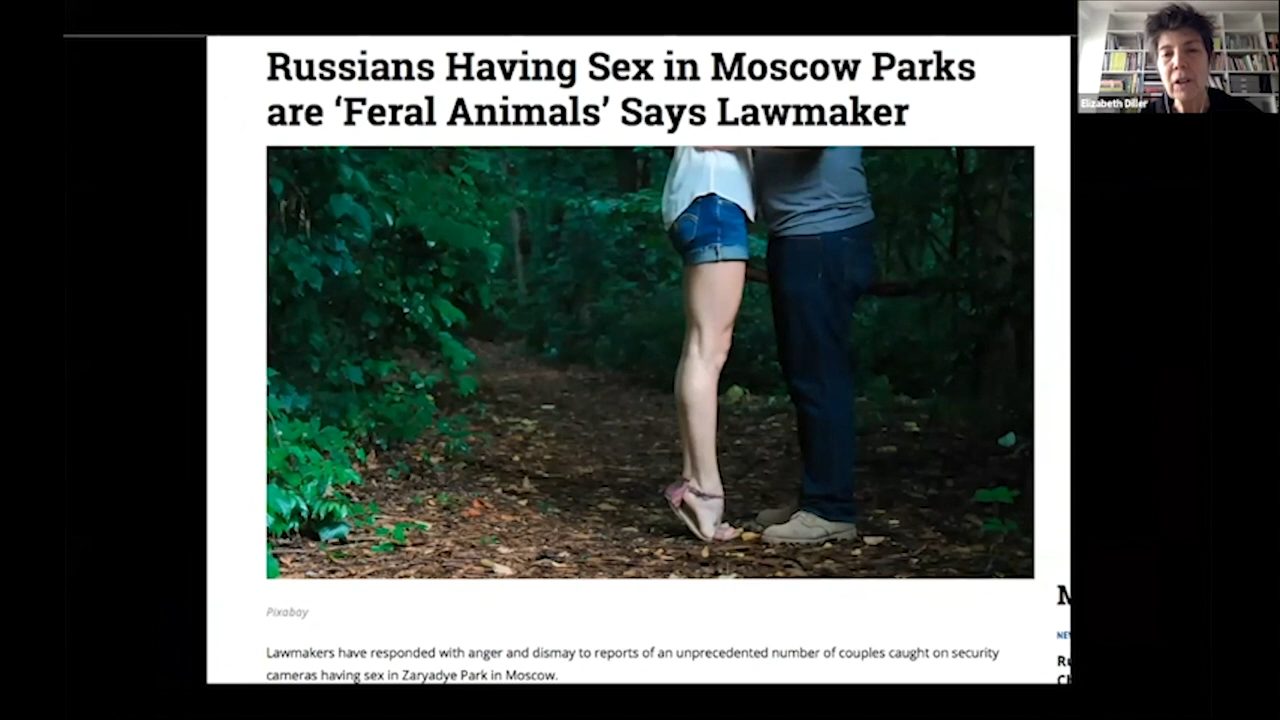 Russians Having Sex in Moscow Parks
are ‘Feral Animals’ Says Lawmaker
Elizabeth Diller
Pixabay
Lawmakers have responded with anger and dismay to reports of an unprecedented number of couples caught on security
cameras having sex in Zaryadye Park in Moscow.